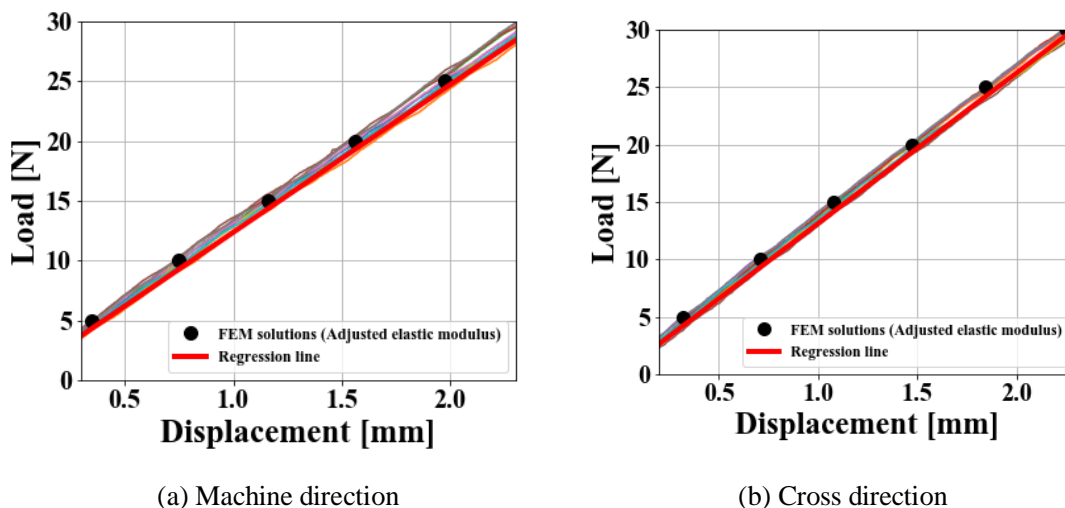 30
25
20
15
10
5
0
Load [N]
FEM solutions (Adjusted elastic modulus)
Regression line
0.5 1.0 1.5 2.0
Displacement [mm]
(a) Machine direction
30
25
20
15
10
5
0
Load [N]
FEM solutions (Adjusted elastic modulus)
Regression line
0.5 1.0 1.5 2.0
Displacement [mm]
(b) Cross direction